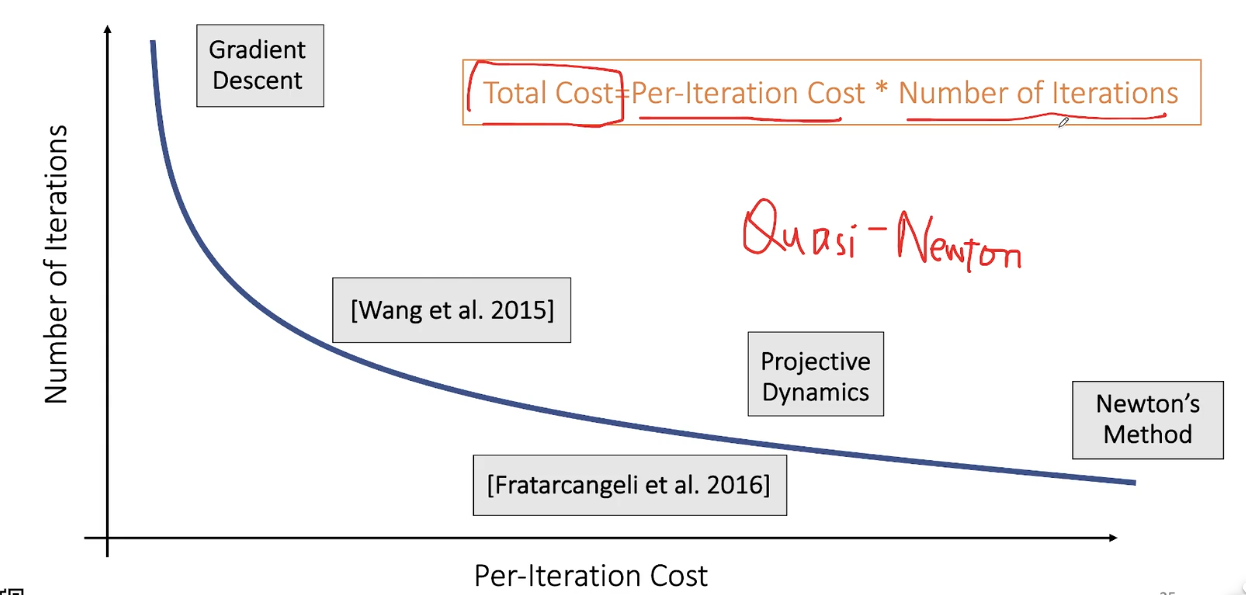 Gradient
Descent
Total Cost=Per-Iteration Cost * Number of Iterations
Quasi-Newton
Number of Iterations
[Wang et al. 2015]
Projective
Dynamics
Newton's
Method
[Fratarcangeli et al. 2016]
Per-Iteration Cost